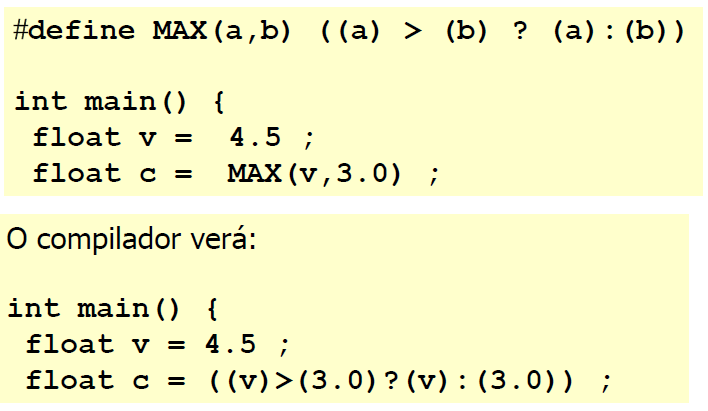 #define MAX(a,b) ((a) > (b) ? (a):(b))
int main() {
float v = 4.5 ;
float c = MAX(v,3.0) ;
O compilador verá:
int main() {
float v = 4.5 ;
float c = ((v)>(3.0)?(v):(3.0)) ;